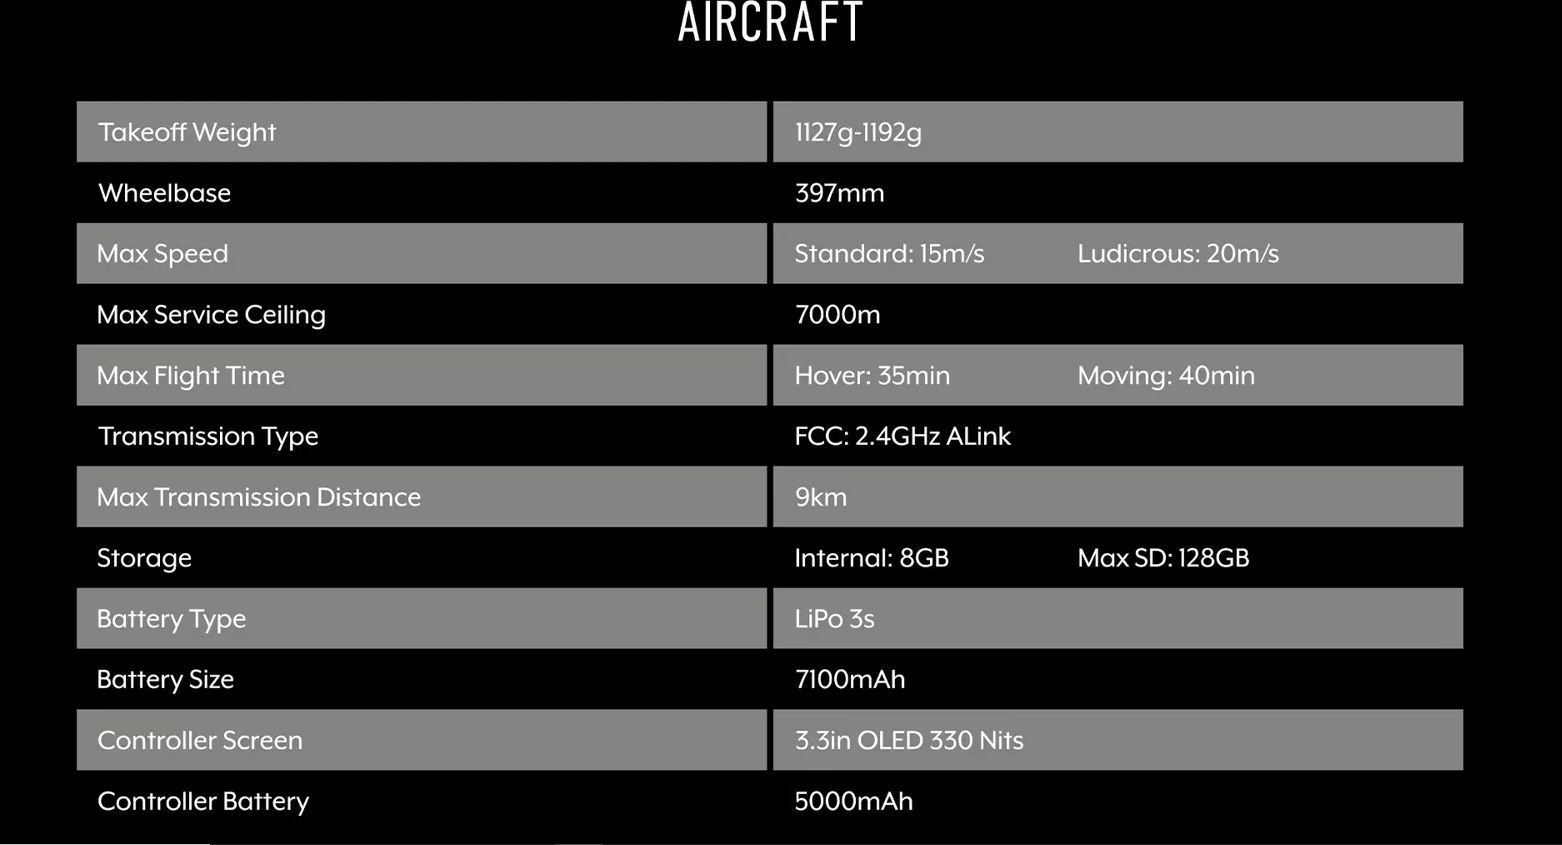 AIRCRAFT
Takeoff Weight 1127g-1192g
Wheelbase 397mm
Max Speed Standard: 15m/s Ludicrous: 20m/s
Max Service Ceiling 7000m
Max Flight Time Hover: 35min Moving: 40min
Transmission Type FCC: 2.4GHz ALink
Max Transmission Distance 9km
Storage Internal: 8GB Max SD: 128GB
Battery Type LiPo 3s
Battery Size 7100mAh
Controller Screen 3.3in OLED 330 Nits
Controller Battery 5000mAh